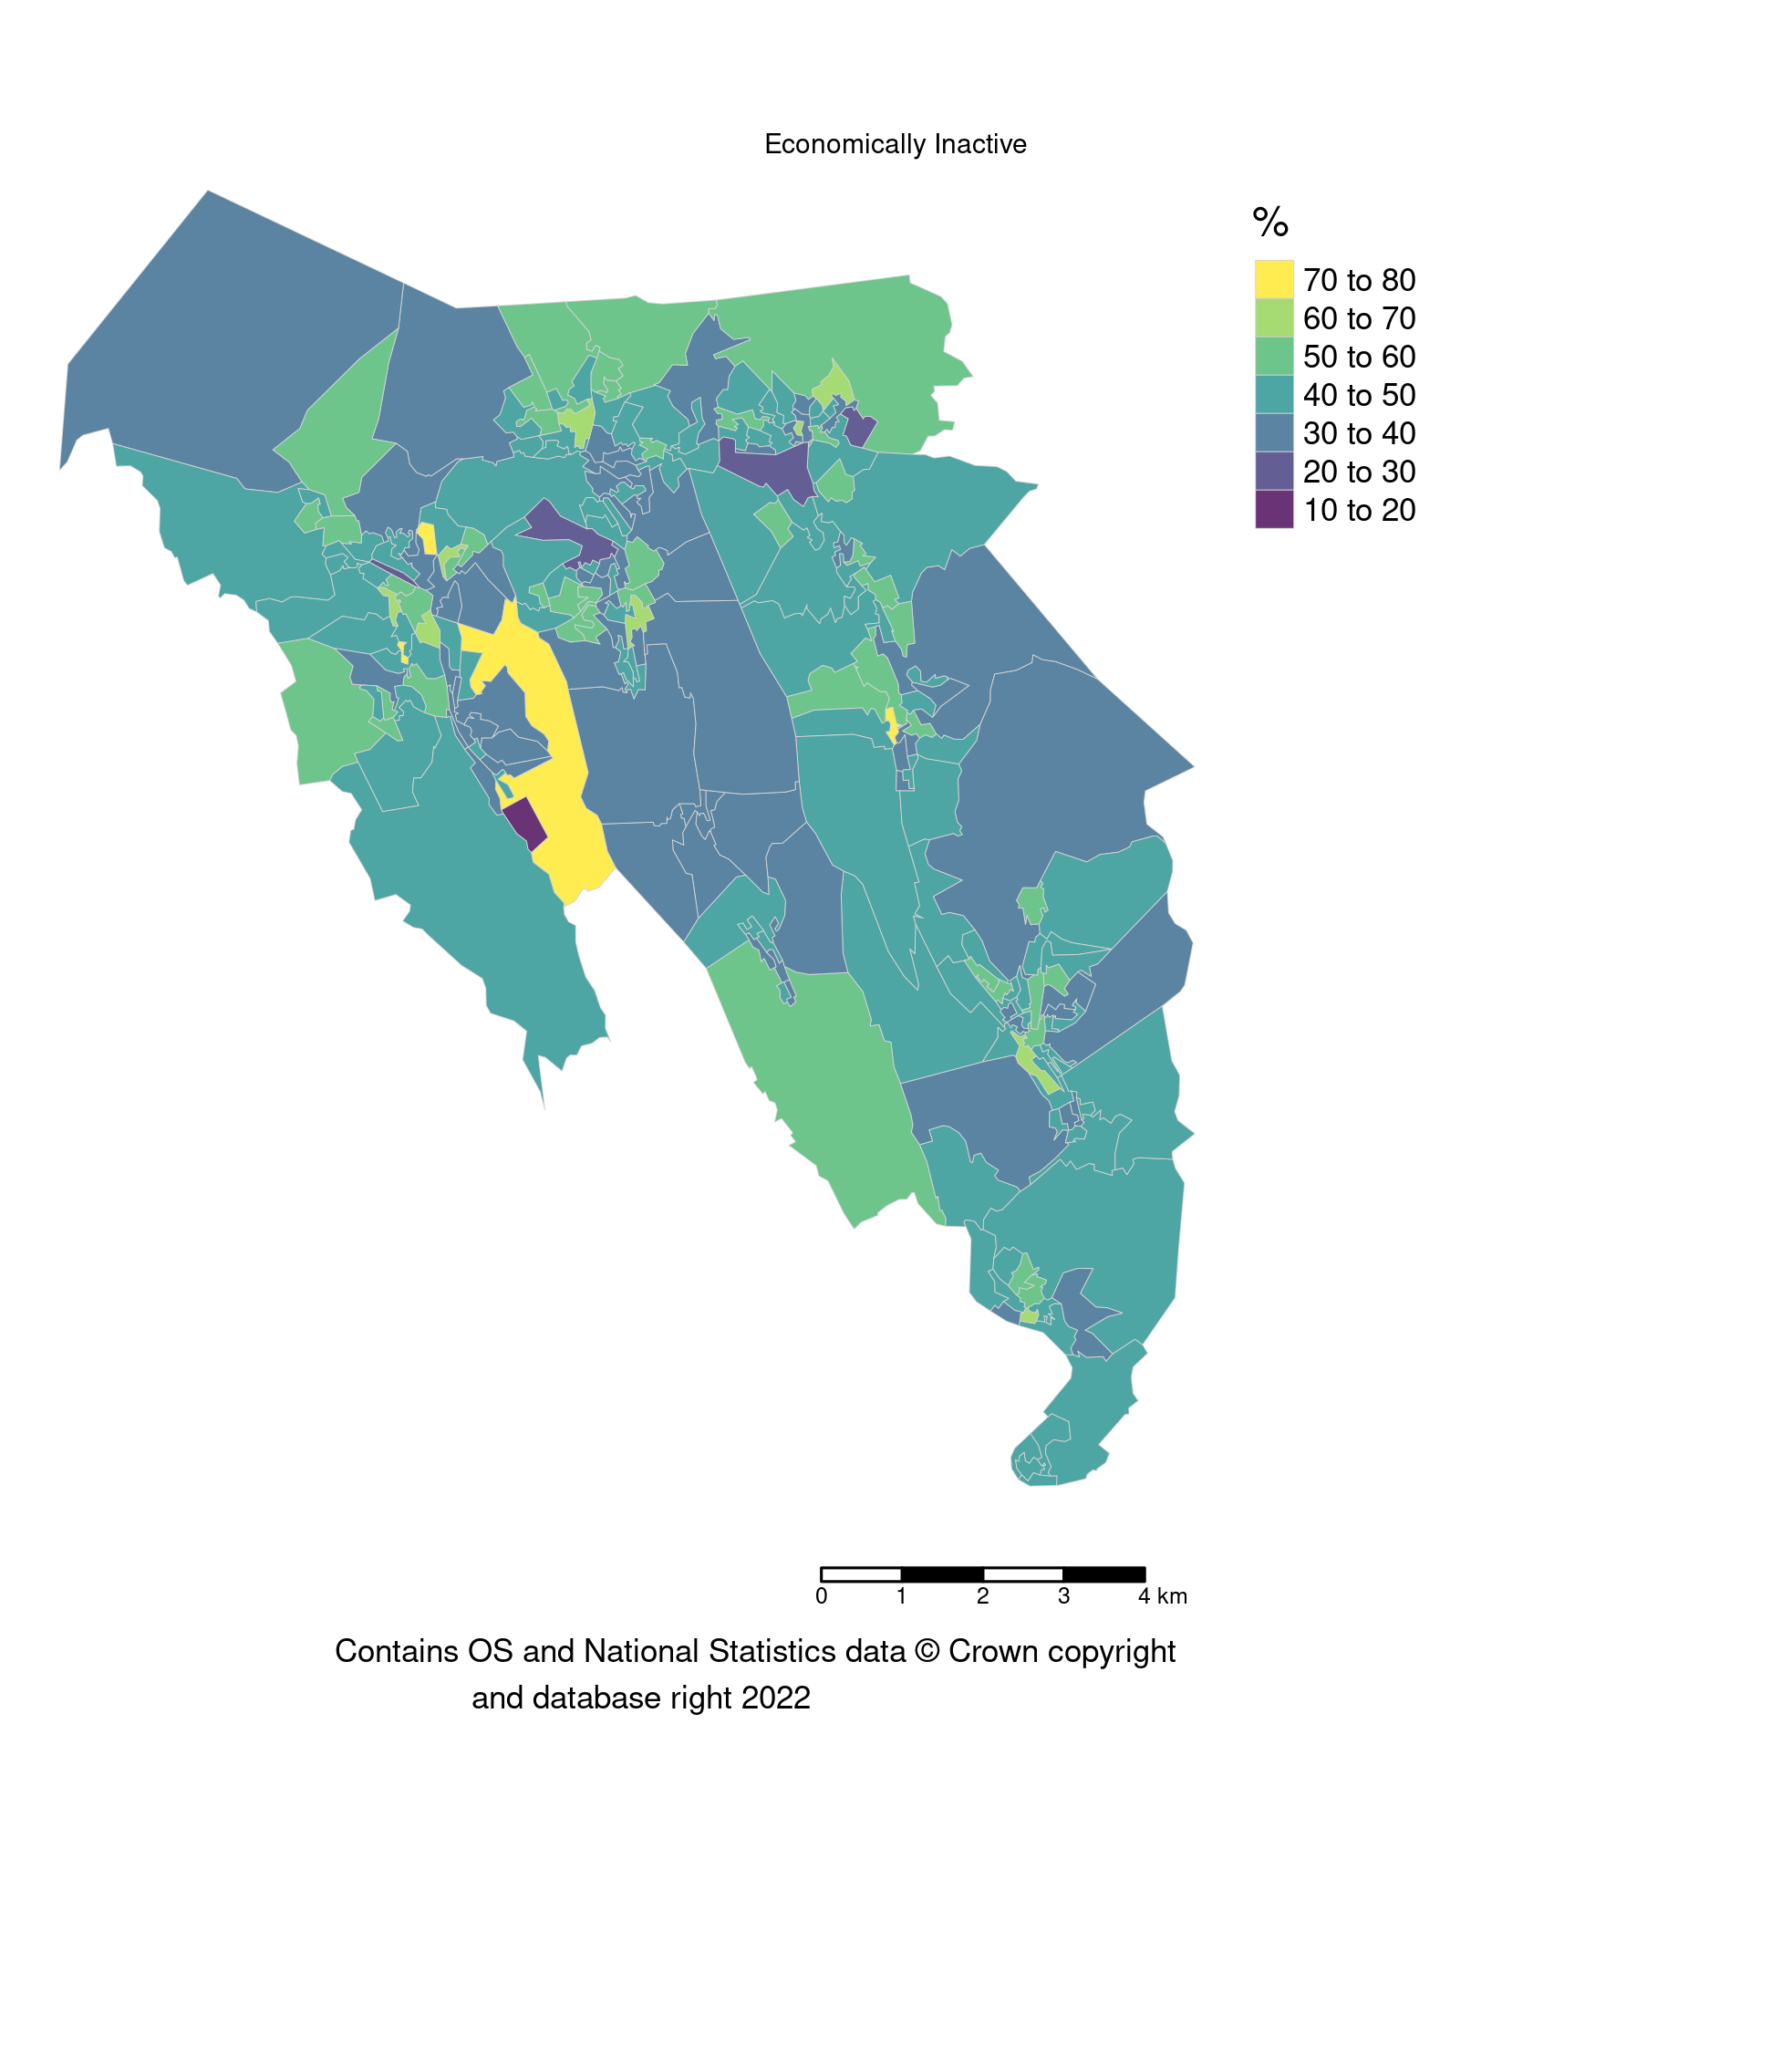 Economically Inactive
%
70 to 80
60 to 70
50 to 60
40 to 50
30 to 40
20 to 30
10 to 20
0 1 2 3 4 km
Contains OS and National Statistics data © Crown copyright
and database right 2022